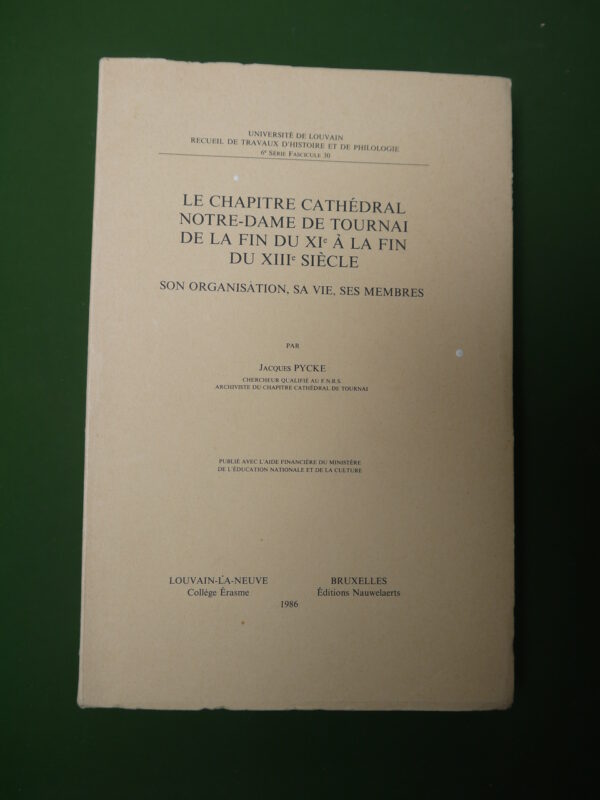 UNIVERSITÉ DE LOUVAIN
RECUEIL DE TRAVAUX D'HISTOIRE ET DE PHILOLOGIE
6e SÉRIE FASCICULE 30
LE CHAPITRE CATHÉDRAL
NOTRE-DAME DE TOURNAI
DE LA FIN DU XIe À LA FIN
DU XIIIe SIÈCLE
SON ORGANISATION, SA VIE, SES MEMBRES
PAR
JACQUES PYCKE
CHERCHEUR QUALIFIÉ AU F.N.R.S.
ARCHIVISTE DU CHAPITRE CATHÉDRAL DE TOURNAI
PUBLIÉ AVEC L'AIDE FINANCIÈRE DU MINISTÈRE
DE L'ÉDUCATION NATIONALE ET DE LA CULTURE
LOUVAIN-LA-NEUVE BRUXELLES
Collège Érasme Éditions Nauwelaerts
1986